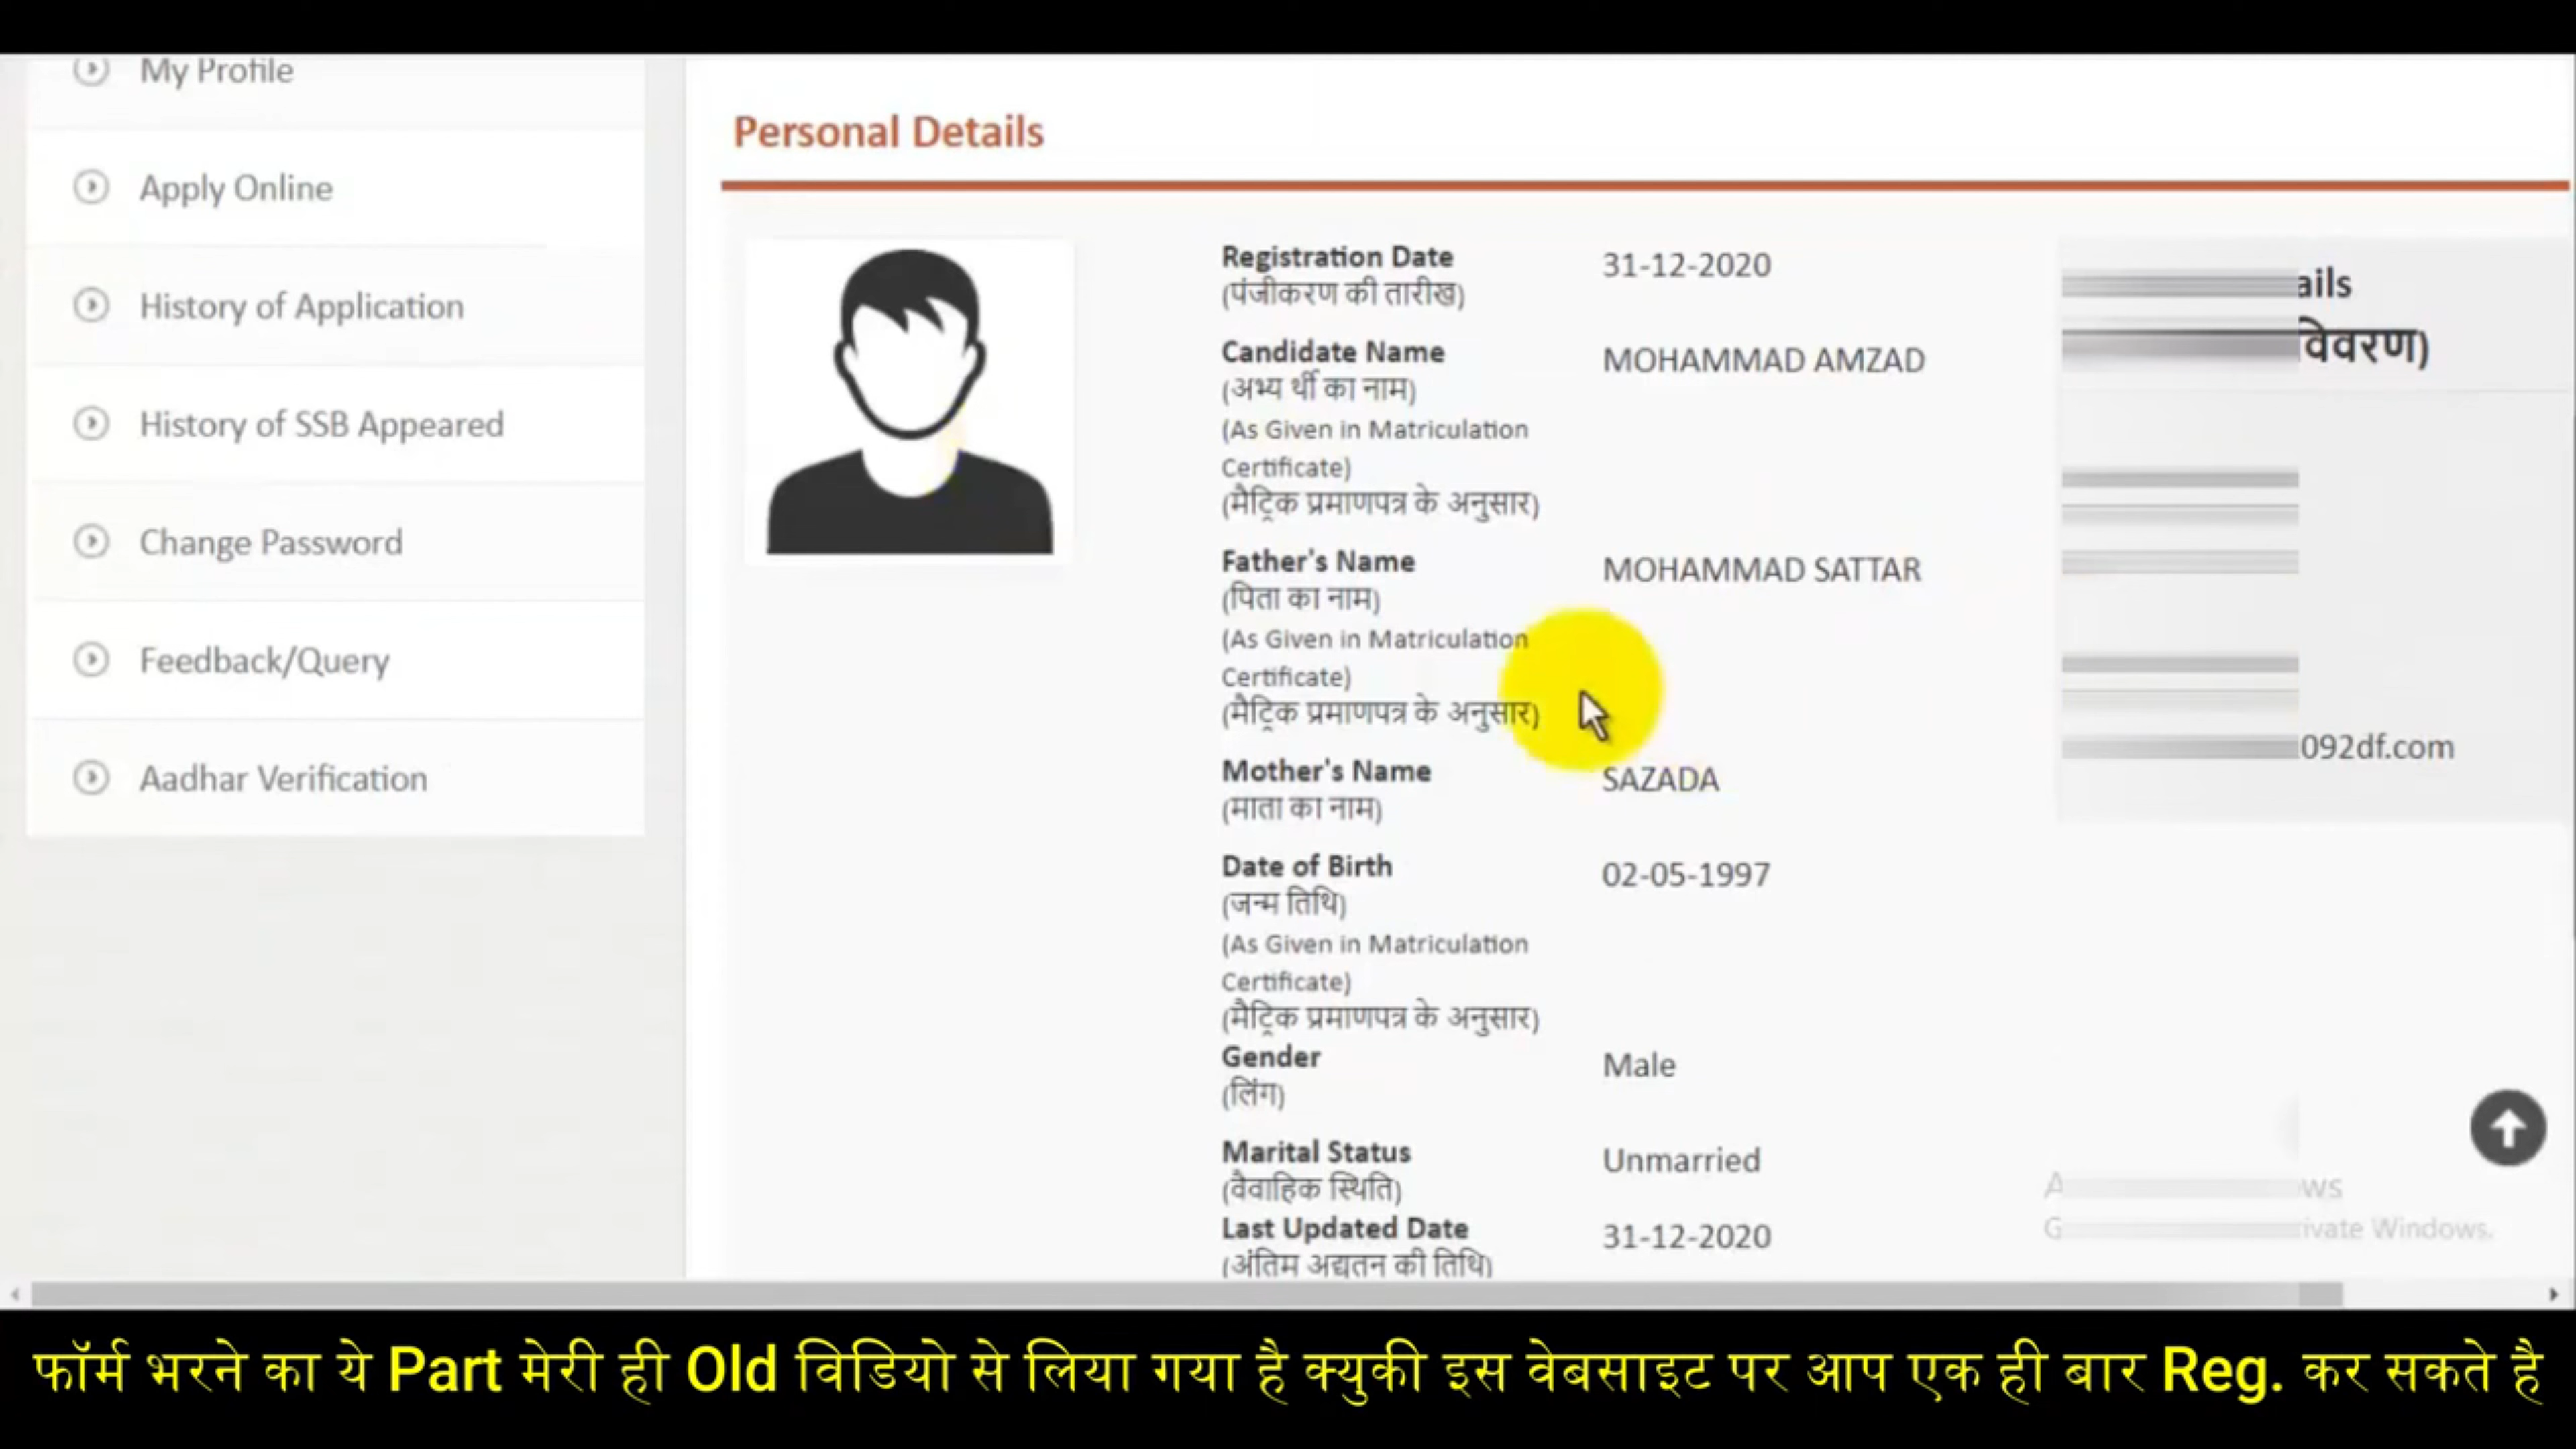 My Profile
Apply Online
History of Application
History of SSB Appeared
Change Password
Feedback/Query
Aadhar Verification
Personal Details
Registration Date
(पंजीकरण की तारीख)
31-12-2020
Candidate Name
(अभ्य र्थी का नाम)
(As Given in Matriculation
Certificate)
(मैट्रिक प्रमाणपत्र के अनुसार)
MOHAMMAD AMZAD
Father's Name
(पिता का नाम)
(As Given in Matriculation
Certificate)
(मैट्रिक प्रमाणपत्र के अनुसार)
MOHAMMAD SATTAR
Mother's Name
(माता का नाम)
SAZADA
Date of Birth
(जन्म तिथि)
(As Given in Matriculation
Certificate)
(मैट्रिक प्रमाणपत्र के अनुसार)
02-05-1997
Gender
(लिंग)
Male
Marital Status
(वैवाहिक स्थिति)
Unmarried
Last Updated Date
(अंतिम अद्यतन की तिथि)
31-12-2020
ails
विवरण)
092df.com
Windows.
फॉर्म भरने का ये Part मेरी ही Old विडियो से लिया गया है क्युकी इस वेबसाइट पर आप एक ही बार Reg. कर सकते है